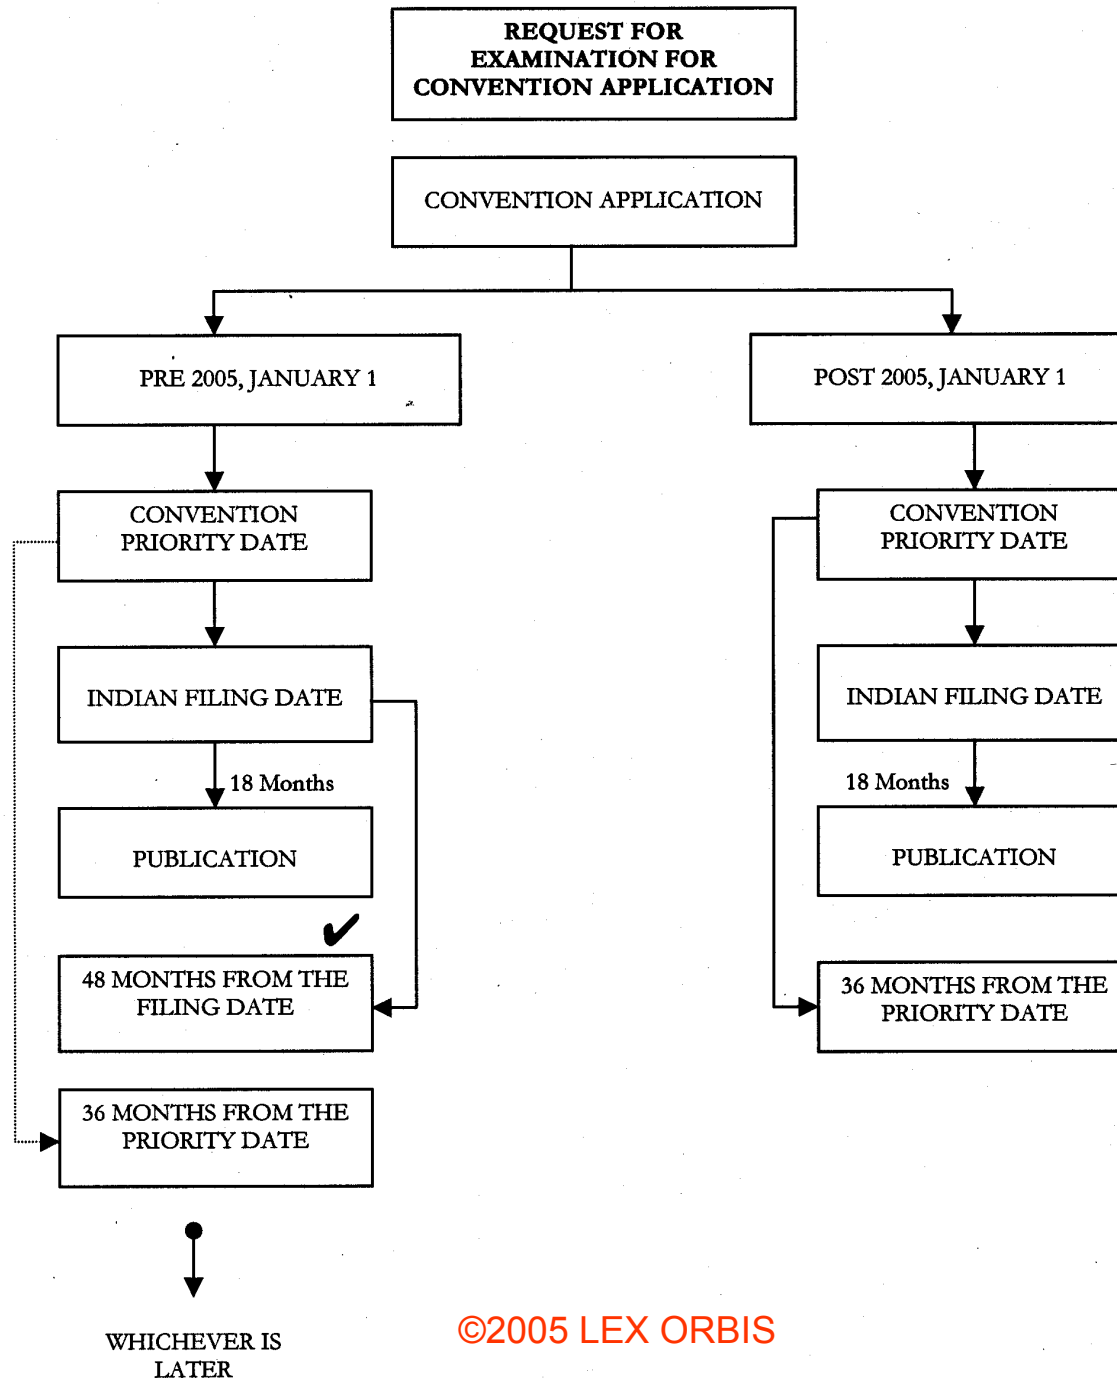 REQUEST FOR
EXAMINATION FOR
CONVENTION APPLICATION
CONVENTION APPLICATION
PRE 2005, JANUARY 1
POST 2005, JANUARY 1
CONVENTION
PRIORITY DATE
CONVENTION
PRIORITY DATE
INDIAN FILING DATE
INDIAN FILING DATE
18 Months
18 Months
PUBLICATION
PUBLICATION
48 MONTHS FROM THE
FILING DATE
36 MONTHS FROM THE
PRIORITY DATE
36 MONTHS FROM THE
PRIORITY DATE
WHICHEVER IS
LATER
©2005 LEX ORBIS